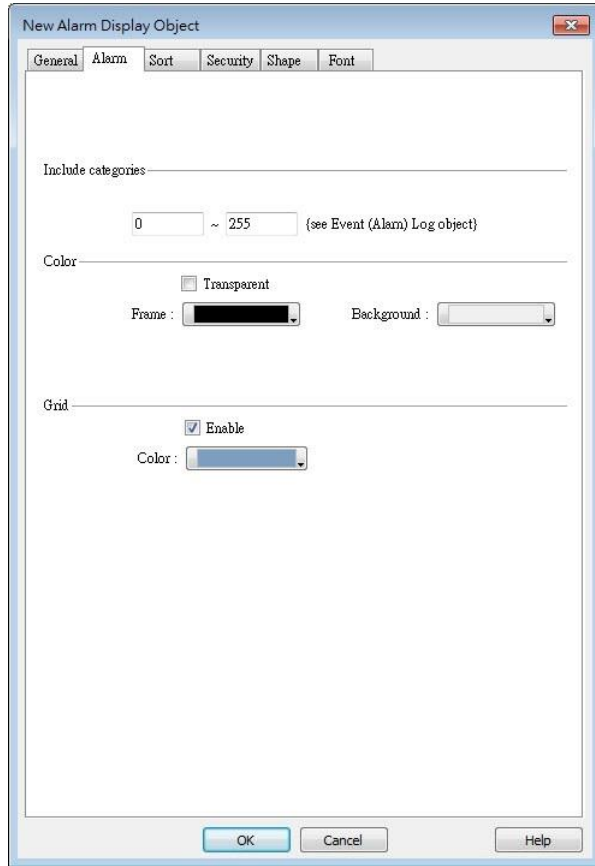 New Alarm Display Object
General Alarm Sort Security Shape Font
Include categories
0 ~ 255 {see Event (Alarm) Log object}
Color
Transparent
Frame : Background :
Grid
Enable
Color :
OK Cancel Help